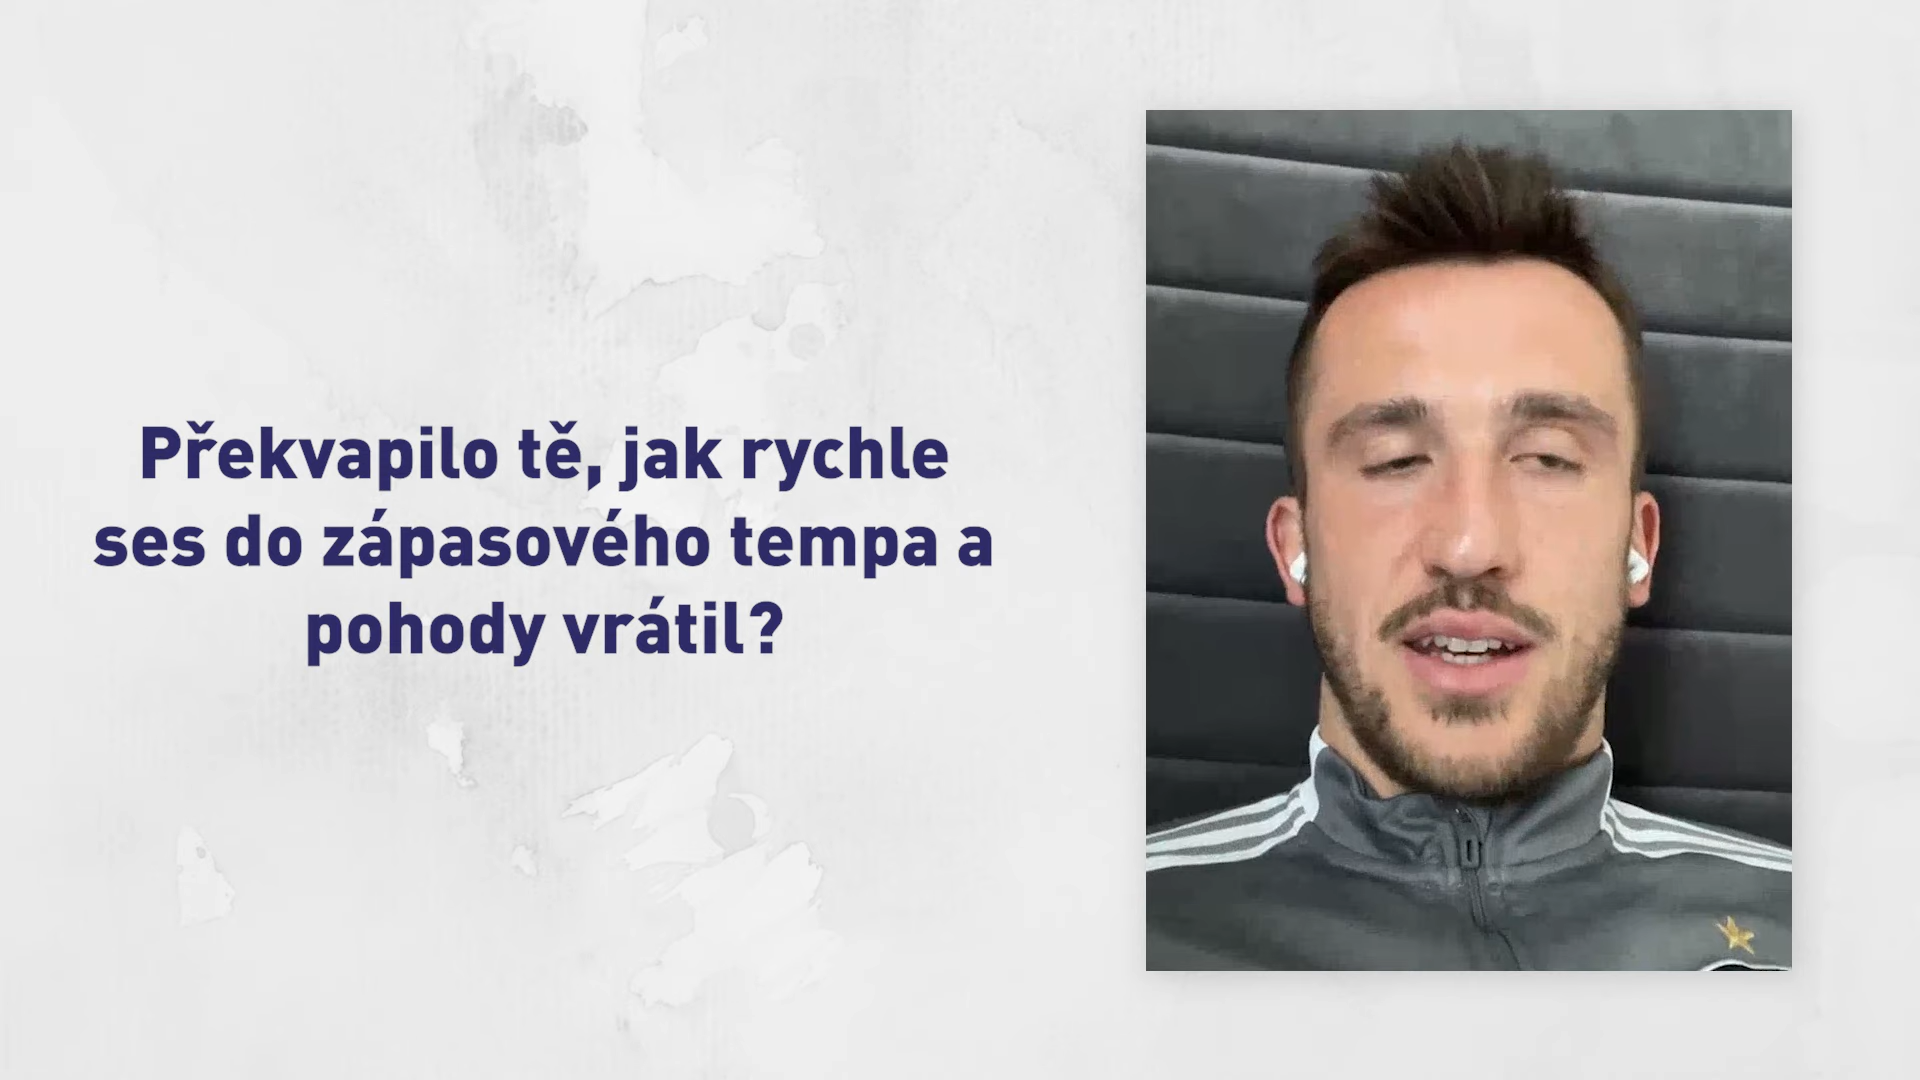 Překvapilo tě, jak rychle
ses do zápasového tempa a
pohody vrátil?